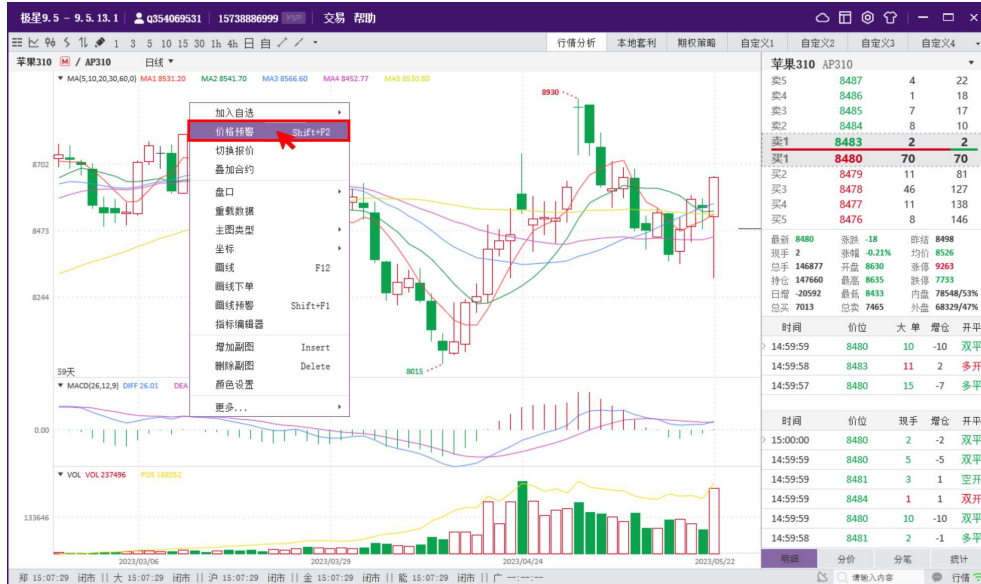 极星9.5 - 9.5.13.1 Q354069531 15738886999 VIP 交易 帮助
1 3 5 10 15 30 1h 4h 日 自 行情分析 本地套利 期权策略 自定义1 自定义2 自定义3 自定义4
苹果310 M / AP310 日线
MA(5,10,20,30,60,0) MA1 8531.20 MA2 8541.70 MA3 8566.60 MA4 8452.77 MA5 8530.80
8930
8702
8473
8244
8015
59天
加入自选
价格预警 Shift+F2
切换报价
叠加合约
盘口
重载数据
主图类型
坐标
画线 F12
画线下单
画线预警 Shift+F1
指标编辑器
增加副图 Insert
删除副图 Delete
颜色设置
更多...
MACD(26,12,9) DIFF 26.01 DEA
0.00
VOL VOL 237496 POS 168252
133646
2023/03/06 2023/03/29 2023/04/24 2023/05/22
苹果310 AP310
卖5 8487 4 22
卖4 8486 1 18
卖3 8485 7 17
卖2 8484 8 10
卖1 8483 2 2
买1 8480 70 70
买2 8479 11 81
买3 8478 46 127
买4 8477 11 138
买5 8476 8 146
最新 8480 涨跌 -18 昨结 8498
现手 2 涨幅 -0.21% 均价 8526
总手 146877 开盘 8630 涨停 9263
持仓 147660 最高 8635 跌停 7733
日增 -20592 最低 8433 内盘 78548/53%
总买 7013 总卖 7465 外盘 68329/47%
时间 价位 大单 增仓 开平
14:59:59 8480 10 -10 双平
14:59:58 8483 11 2 多开
14:59:57 8480 15 -7 多平
时间 价位 现手 增仓 开平
15:00:00 8480 2 -2 双平
14:59:59 8480 5 -5 双平
14:59:59 8481 3 1 空开
14:59:59 8484 1 1 双开
14:59:59 8480 10 -10 双平
14:59:58 8481 2 -1 多平
明细 分价 分笔 统计
郑 15:07:29 闭市 || 大 15:07:29 闭市 || 沪 15:07:29 闭市 || 金 15:07:29 闭市 || 能 15:07:29 闭市 || 广 --:--:-- 请输入内容 行情